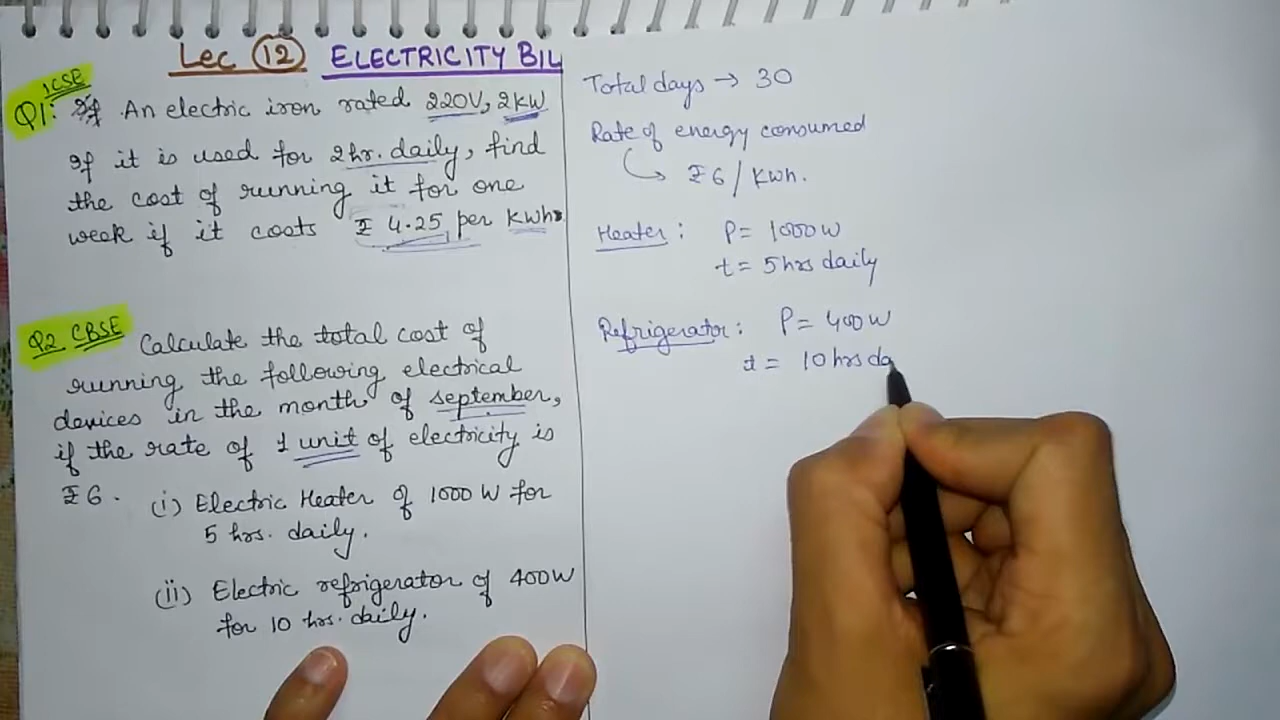 Lec 12 ELECTRICITY BIL
ICSE
Q1: An electric iron rated 220V, 2KW
If it is used for 2hr. daily, find
the cost of running it for one
week if it costs ₹ 4.25 per kwh.
Q2 CBSE Calculate the total cost of
running the following electrical
devices in the month of september,
if the rate of 1 unit of electricity is
₹ 6. (i) Electric Heater of 1000 W for
5 hrs. daily.
(ii) Electric refrigerator of 400W
for 10 hrs. daily.
Total days → 30
Rate of energy consumed
↳ ₹6/Kwh.
Heater: P= 1000W
t= 5hrs daily
Refrigerator: P= 400W
t = 10 hrs da